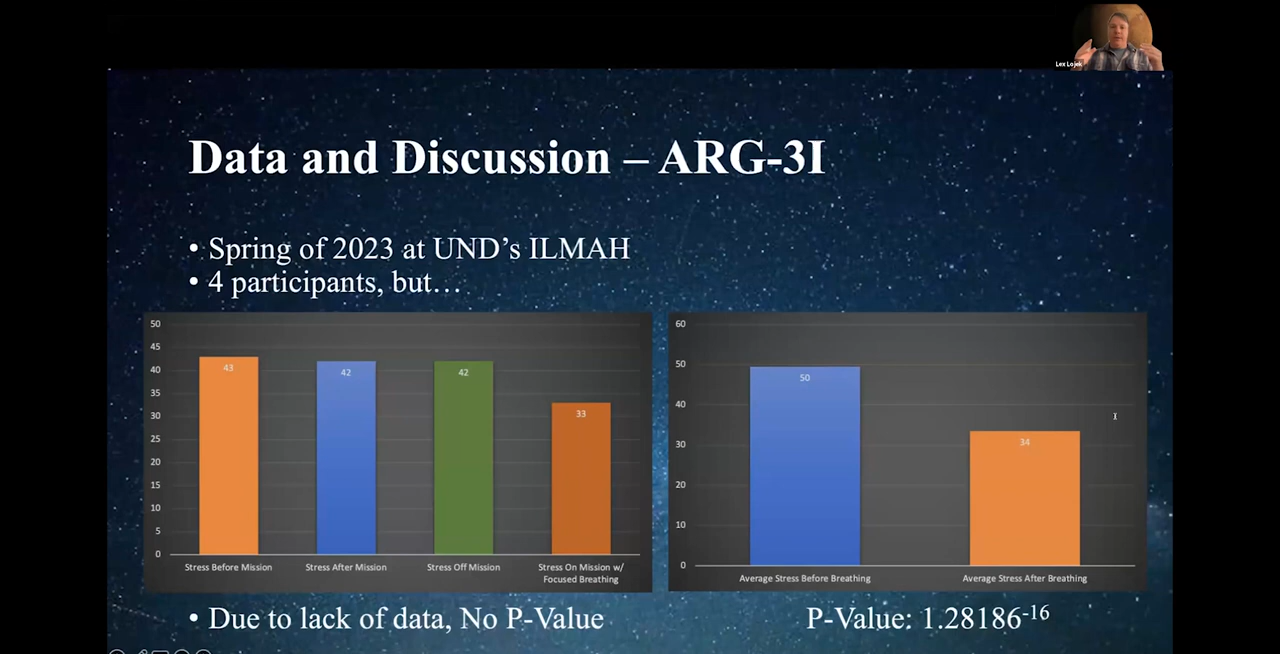 Lex Lojek
Data and Discussion – ARG-3I
• Spring of 2023 at UND's ILMAH
• 4 participants, but…
50
45
40
35
30
25
20
15
10
5
0
43
42
42
33
Stress Before Mission
Stress After Mission
Stress Off Mission
Stress On Mission w/
Focused Breathing
60
50
40
30
20
10
0
50
34
Average Stress Before Breathing
Average Stress After Breathing
• Due to lack of data, No P-Value
P-Value: 1.28186-16